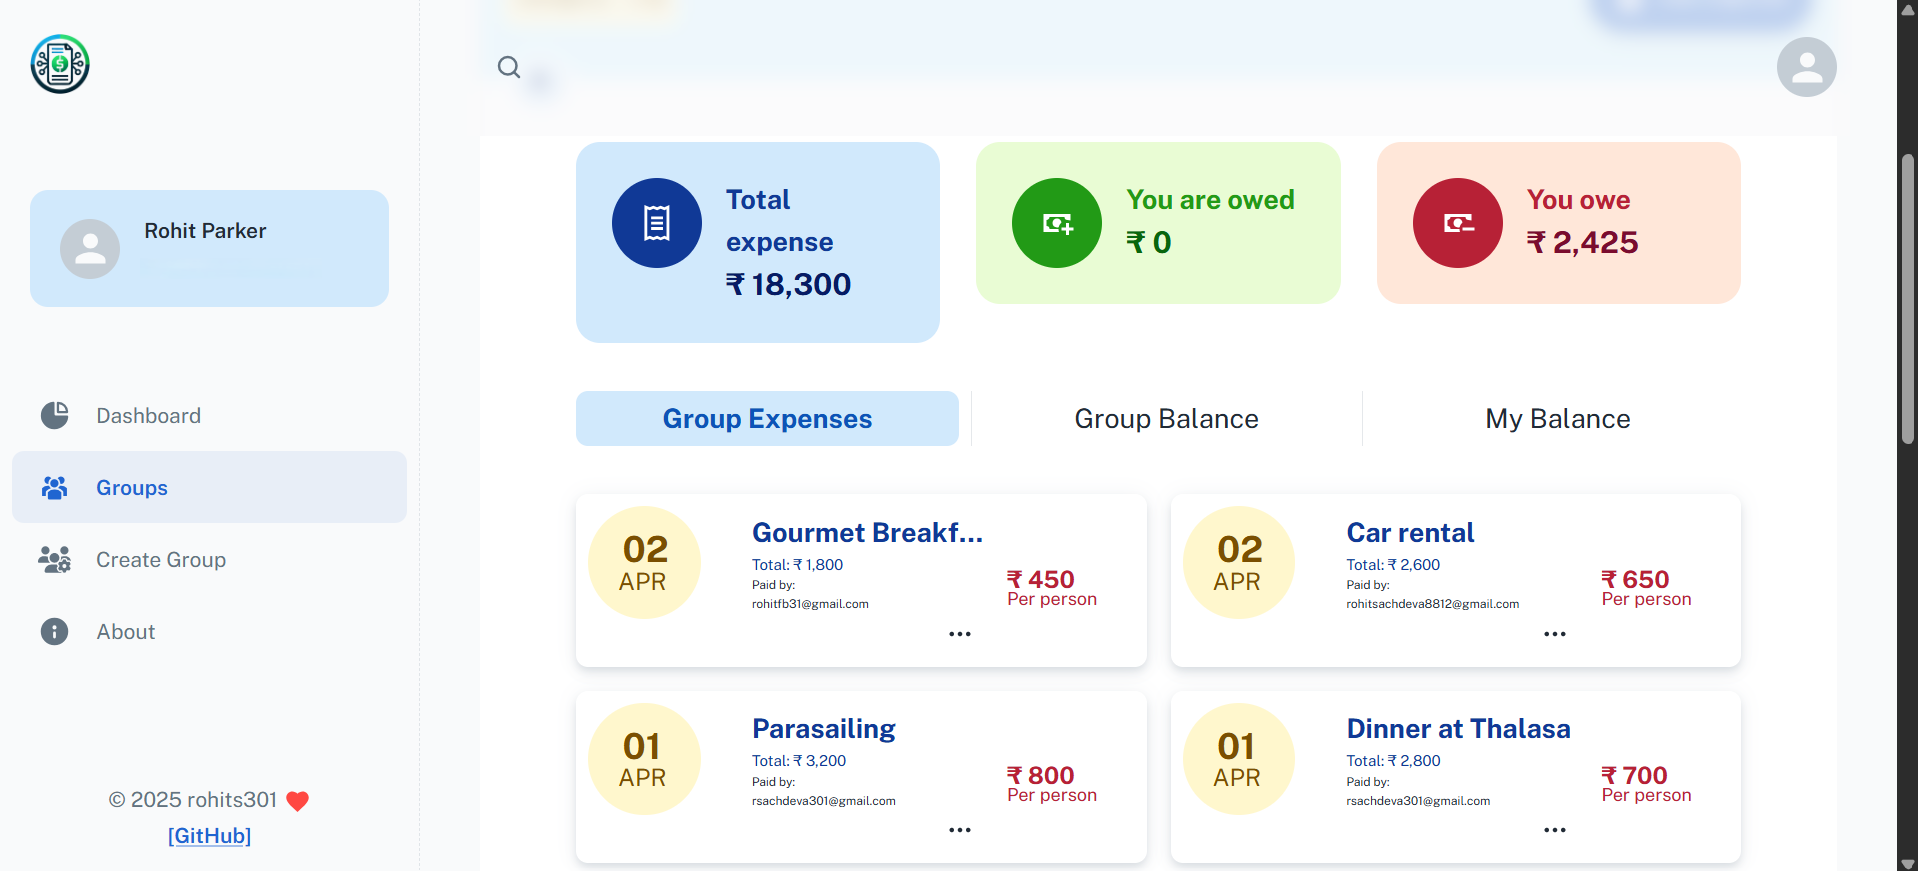 Rohit Parker
Dashboard
Groups
Create Group
About
© 2025 rohits301
[GitHub]
Total
expense
₹ 18,300
You are owed
₹ 0
You owe
₹ 2,425
Group Expenses
Group Balance
My Balance
02
APR
Gourmet Breakf...
Total: ₹ 1,800
Paid by:
rohitfb31@gmail.com
₹ 450
Per person
02
APR
Car rental
Total: ₹ 2,600
Paid by:
rohitsachdeva8812@gmail.com
₹ 650
Per person
01
APR
Parasailing
Total: ₹ 3,200
Paid by:
rsachdeva301@gmail.com
₹ 800
Per person
01
APR
Dinner at Thalasa
Total: ₹ 2,800
Paid by:
rsachdeva301@gmail.com
₹ 700
Per person